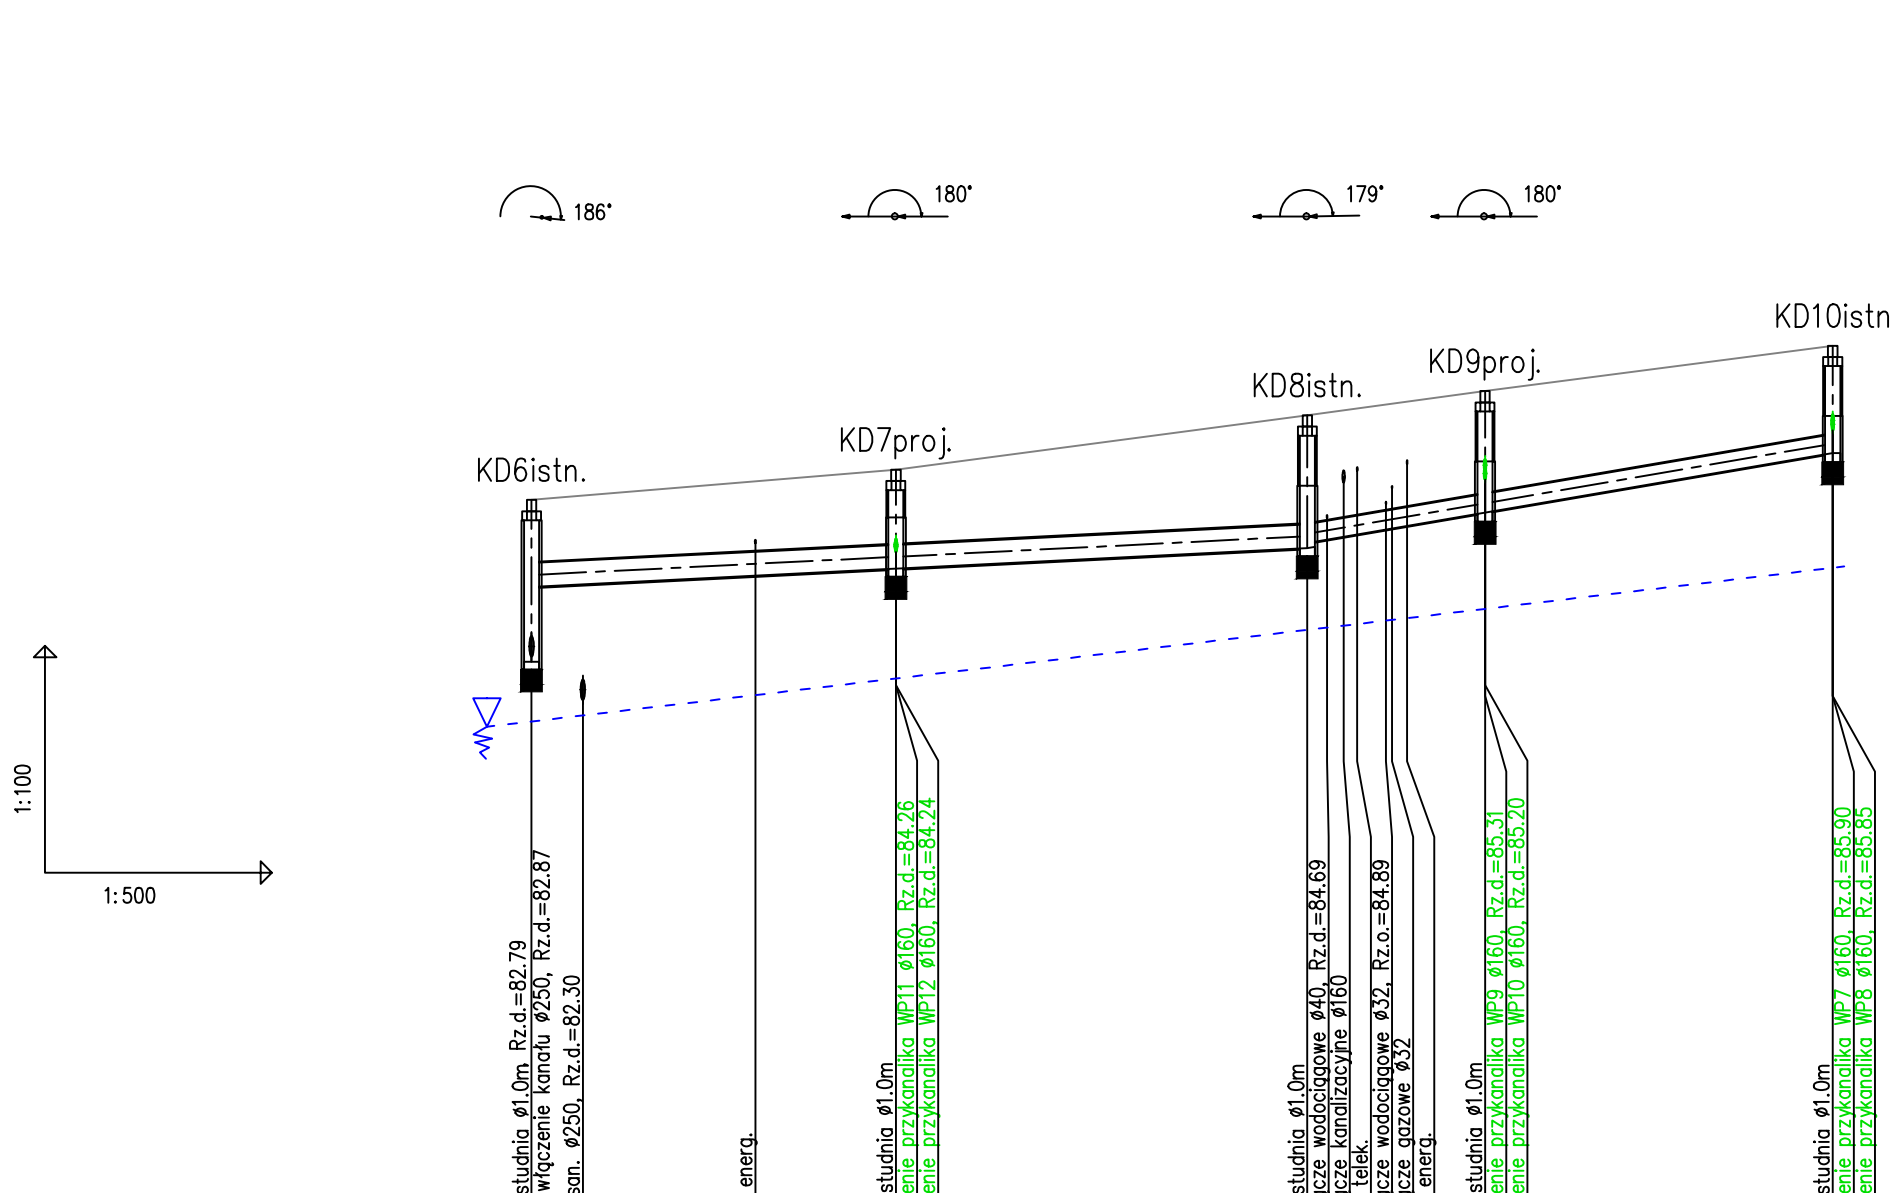 186°
180°
179°
180°
KD10istn
KD9proj.
KD8istn.
KD7proj.
KD6istn.
1:100
1:500
studnia ø1.0m Rz.d.=82.79
włączenie kanału ø250, Rz.d.=82.87
san. ø250, Rz.d.=82.30
energ.
studnia ø1.0m
enie przykanalika WP11 ø160, Rz.d.=84.26
enie przykanalika WP12 ø160, Rz.d.=84.24
studnia ø1.0m
ącze wodociągowe ø40, Rz.d.=84.69
ącze kanalizacyjne ø160
telek.
ącze wodociągowe ø32, Rz.o.=84.89
ącze gazowe ø32
energ.
studnia ø1.0m
enie przykanalika WP9 ø160, Rz.d.=85.31
enie przykanalika WP10 ø160, Rz.d.=85.20
studnia ø1.0m
enie przykanalika WP7 ø160, Rz.d.=85.90
enie przykanalika WP8 ø160, Rz.d.=85.85